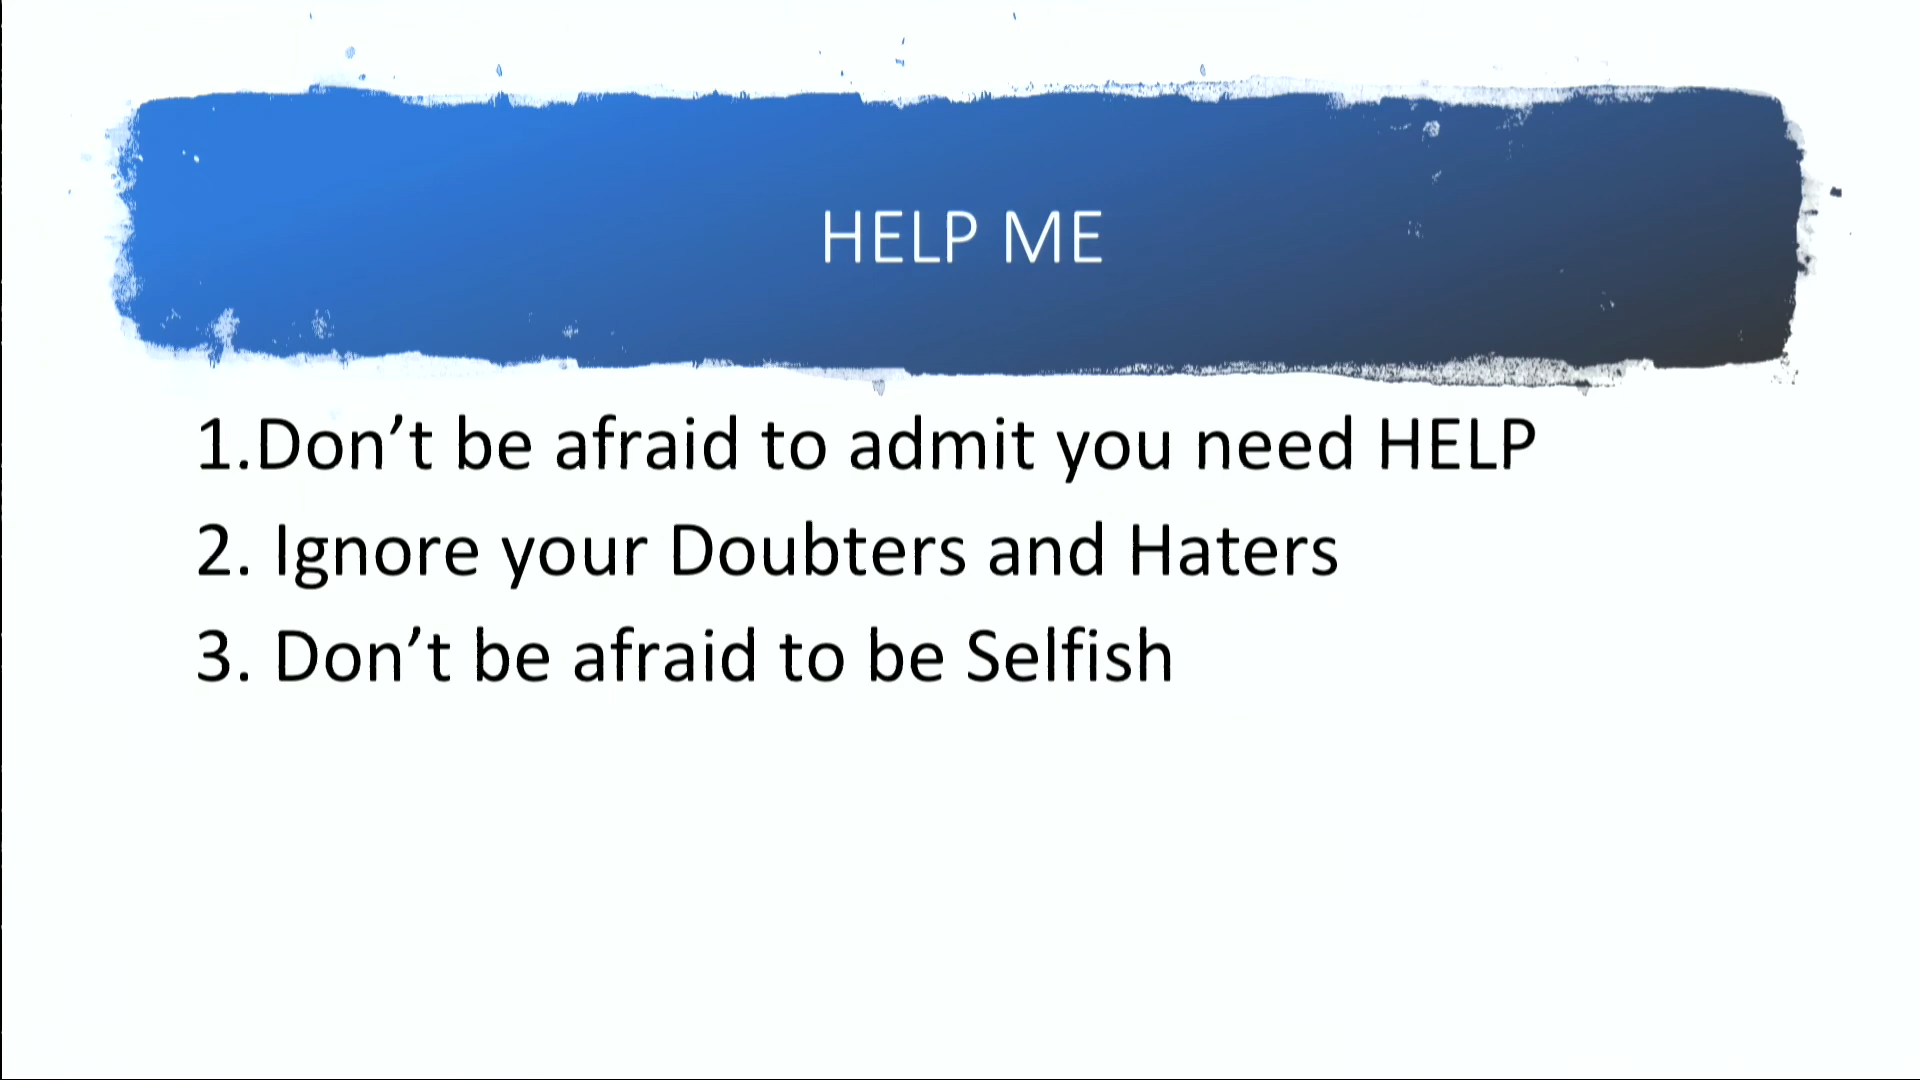 HELP ME
1.Don’t be afraid to admit you need HELP
2. Ignore your Doubters and Haters
3. Don’t be afraid to be Selfish